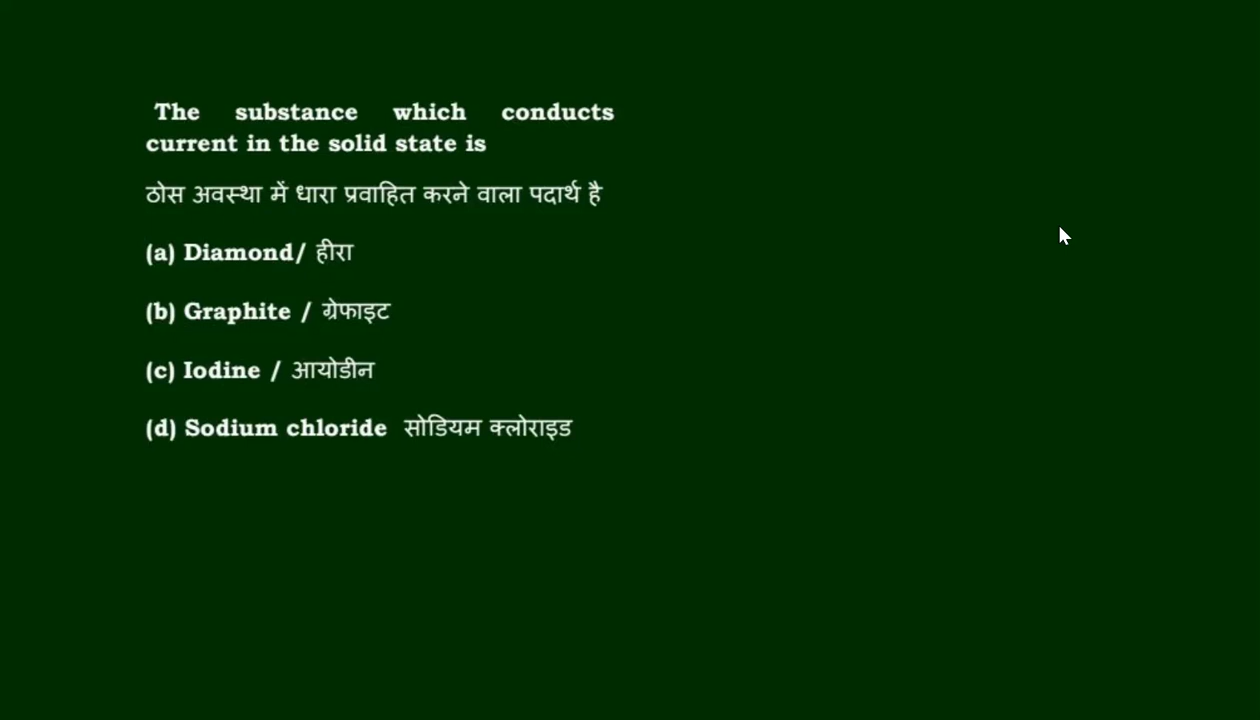 The substance which conducts
current in the solid state is
ठोस अवस्था में धारा प्रवाहित करने वाला पदार्थ है
(a) Diamond/ हीरा
(b) Graphite / ग्रेफाइट
(c) Iodine / आयोडीन
(d) Sodium chloride सोडियम क्लोराइड